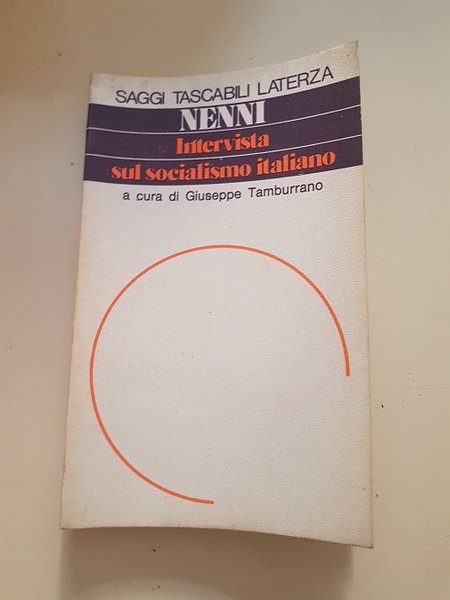 SAGGI TASCABILI LATERZA
NENNI
Intervista
sul socialismo italiano
a cura di Giuseppe Tamburrano